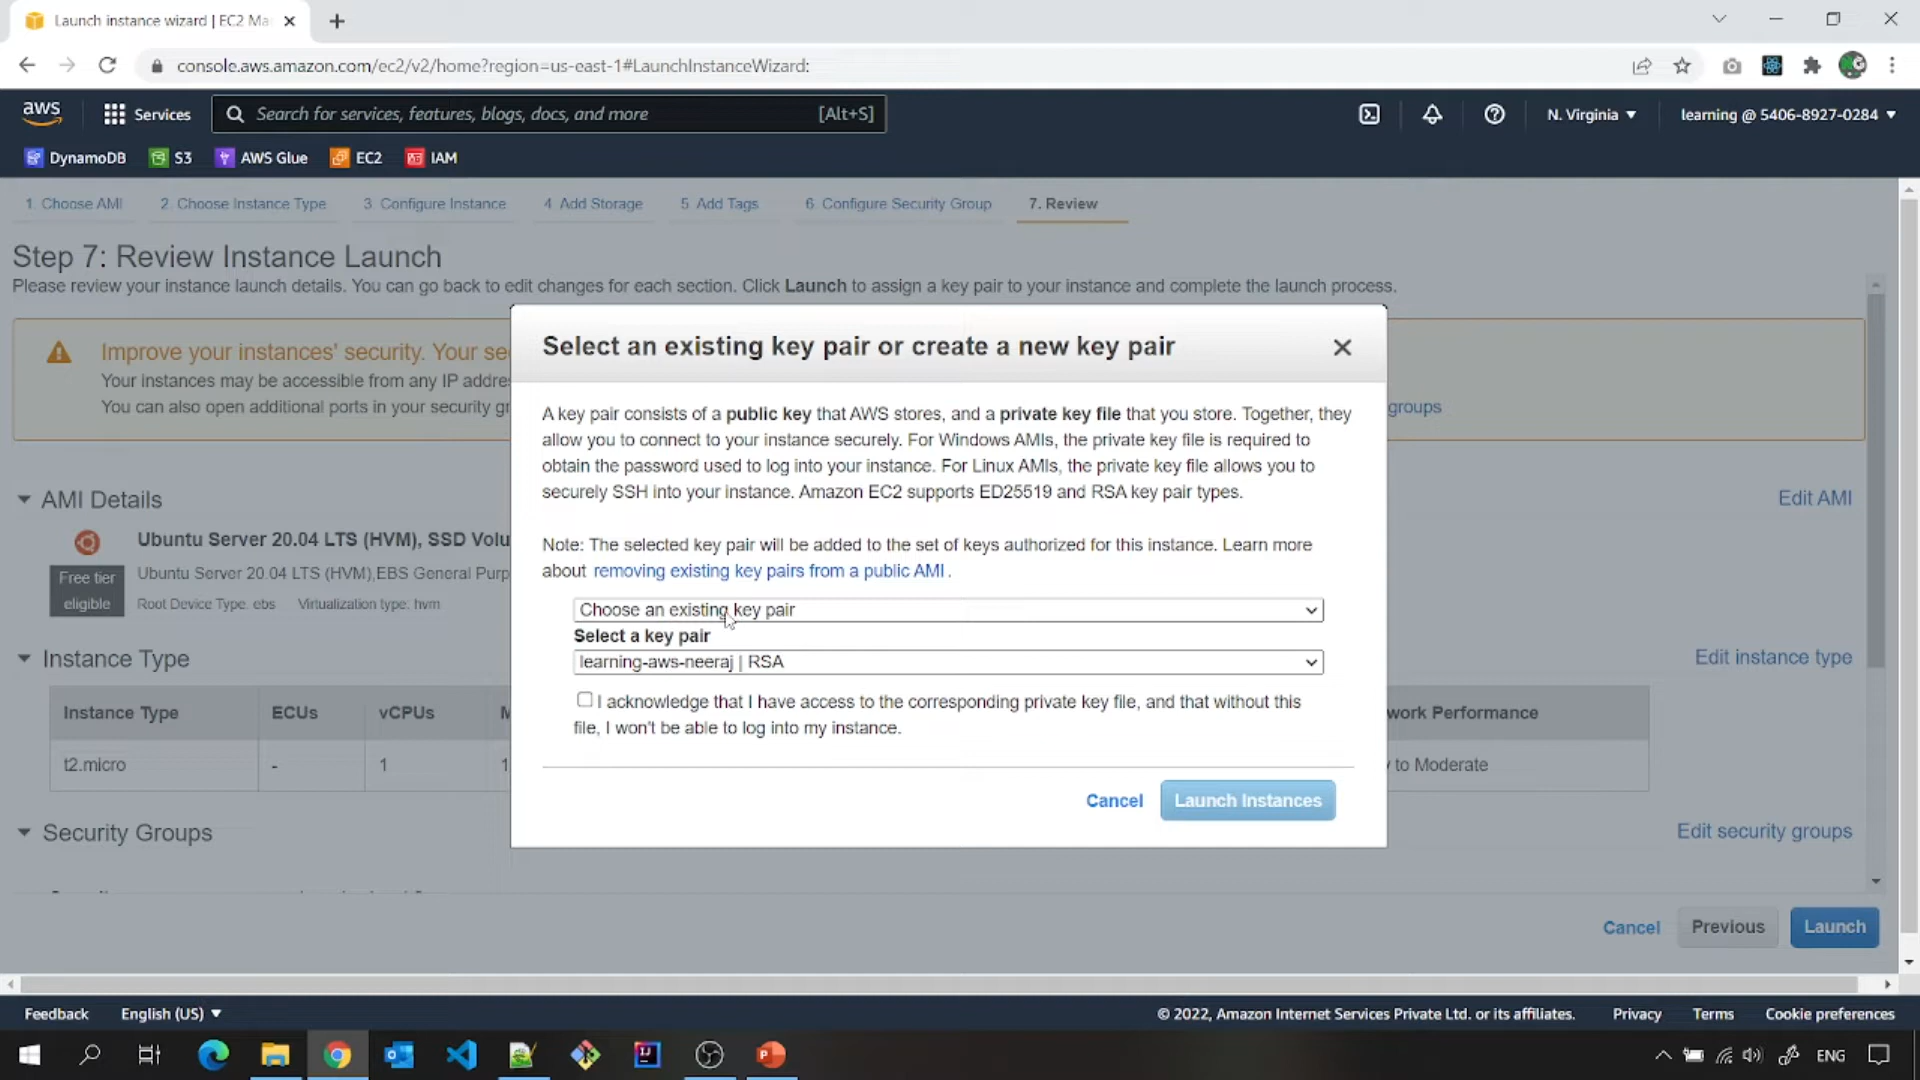 Launch instance wizard | EC2 Ma
console.aws.amazon.com/ec2/v2/home?region=us-east-1#LaunchInstanceWizard:
aws
Services
Search for services, features, blogs, docs, and more
[Alt+S]
N. Virginia
learning @ 5406-8927-0284
DynamoDB
S3
AWS Glue
EC2
IAM
1. Choose AMI
2. Choose Instance Type
3. Configure Instance
4. Add Storage
5. Add Tags
6. Configure Security Group
7. Review
Step 7: Review Instance Launch
Please review your instance launch details. You can go back to edit changes for each section. Click Launch to assign a key pair to your instance and complete the launch process.
Improve your instances' security. Your se
Your instances may be accessible from any IP addre
You can also open additional ports in your security gr
groups
Select an existing key pair or create a new key pair
A key pair consists of a public key that AWS stores, and a private key file that you store. Together, they
allow you to connect to your instance securely. For Windows AMIs, the private key file is required to
obtain the password used to log into your instance. For Linux AMIs, the private key file allows you to
securely SSH into your instance. Amazon EC2 supports ED25519 and RSA key pair types.
Note: The selected key pair will be added to the set of keys authorized for this instance. Learn more
about removing existing key pairs from a public AMI.
Choose an existing key pair
Select a key pair
learning-aws-neeraj | RSA
I acknowledge that I have access to the corresponding private key file, and that without this
file, I won't be able to log into my instance.
Cancel
Launch Instances
AMI Details
Edit AMI
Ubuntu Server 20.04 LTS (HVM), SSD Volu
Free tier
eligible
Ubuntu Server 20.04 LTS (HVM),EBS General Purp
Root Device Type: ebs
Virtualization type: hvm
Instance Type
Edit instance type
Instance Type
ECUs
vCPUs
M
work Performance
t2.micro
-
1
1
to Moderate
Security Groups
Edit security groups
Cancel
Previous
Launch
Feedback
English (US)
© 2022, Amazon Internet Services Private Ltd. or its affiliates.
Privacy
Terms
Cookie preferences
ENG